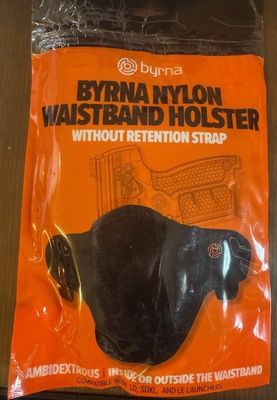 byrna
BYRNA NYLON
WAISTBAND HOLSTER
WITHOUT RETENTION STRAP
AMBIDEXTROUS | INSIDE OR OUTSIDE THE WAISTBAND
COMPATIBLE WITH SD, SDXL, AND LE LAUNCHERS